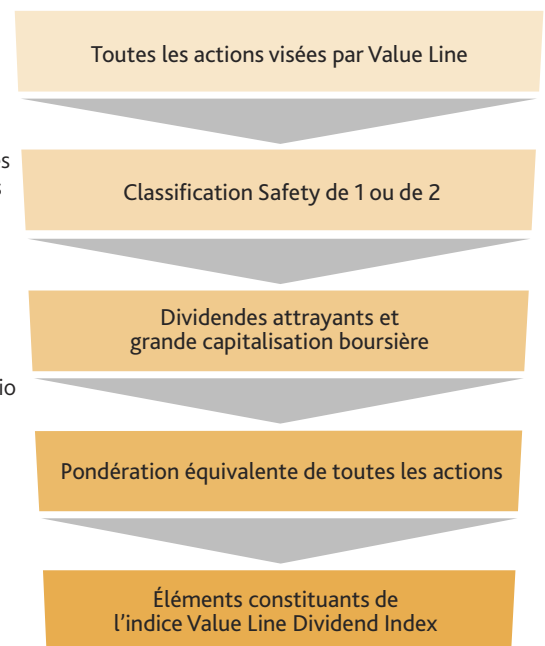 Toutes les actions visées par Value Line
Classification Safety de 1 ou de 2
Dividendes attrayants et
grande capitalisation boursière
Pondération équivalente de toutes les actions
Éléments constituants de
l'indice Value Line Dividend Index